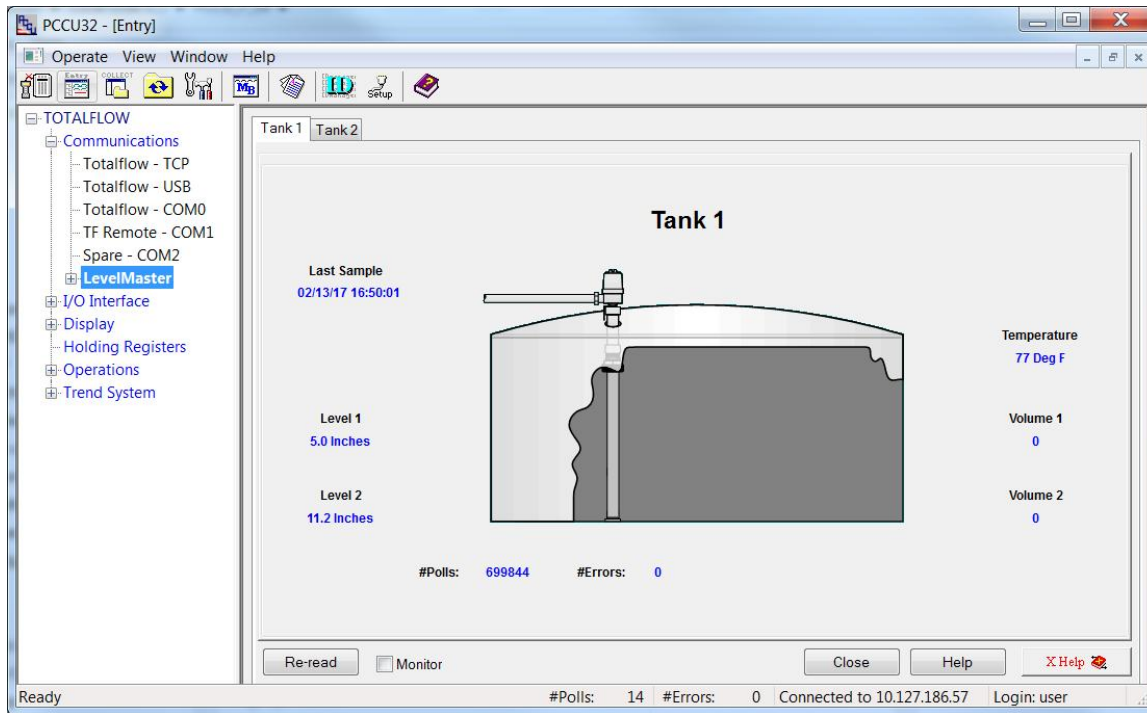 PCCU32 - [Entry]
Operate View Window Help
Entry
COLLECT
MB
ID
Setup
TOTALFLOW
Communications
Totalflow - TCP
Totalflow - USB
Totalflow - COM0
TF Remote - COM1
Spare - COM2
LevelMaster
I/O Interface
Display
Holding Registers
Operations
Trend System
Tank 1 Tank 2
Tank 1
Last Sample
02/13/17 16:50:01
Temperature
77 Deg F
Level 1
5.0 Inches
Volume 1
0
Level 2
11.2 Inches
Volume 2
0
#Polls: 699844 #Errors: 0
Re-read Monitor Close Help X Help
Ready #Polls: 14 #Errors: 0 Connected to 10.127.186.57 Login: user